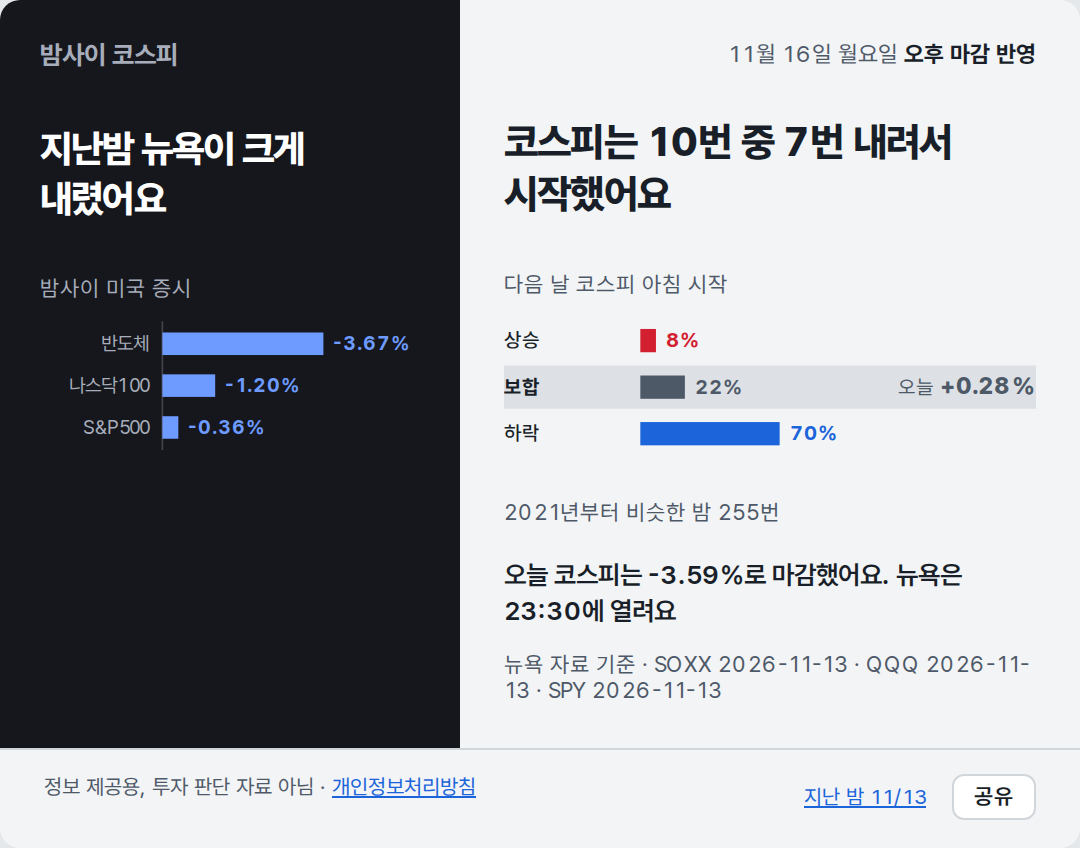 밤사이 코스피
지난밤 뉴욕이 크게
내렸어요
밤사이 미국 증시
반도체 -3.67%
나스닥100 -1.20%
S&P500 -0.36%
11월 16일 월요일 오후 마감 반영
코스피는 10번 중 7번 내려서
시작했어요
다음 날 코스피 아침 시작
상승 8%
보합 22% 오늘 +0.28%
하락 70%
2021년부터 비슷한 밤 255번
오늘 코스피는 -3.59%로 마감했어요. 뉴욕은
23:30에 열려요
뉴욕 자료 기준 · SOXX 2026-11-13 · QQQ 2026-11-
13 · SPY 2026-11-13
정보 제공용, 투자 판단 자료 아님 · 개인정보처리방침
지난 밤 11/13
공유